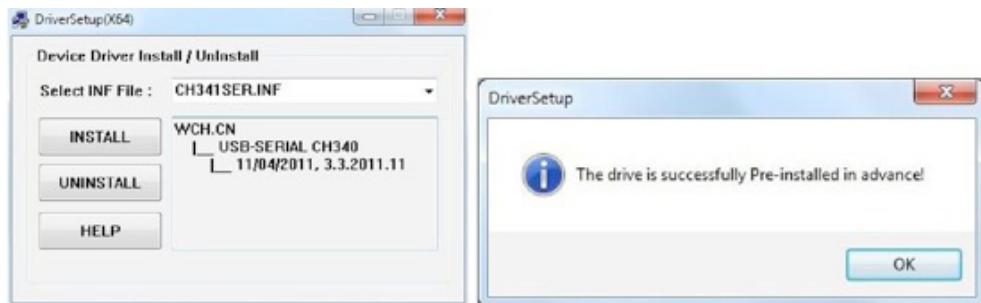 DriverSetup(X64)
Device Driver Install / UnInstall
Select INF File :
CH341SER.INF
INSTALL
UNINSTALL
HELP
WCH.CN
|__ USB-SERIAL CH340
|__ 11/04/2011, 3.3.2011.11
DriverSetup
The drive is successfully Pre-installed in advance!
OK